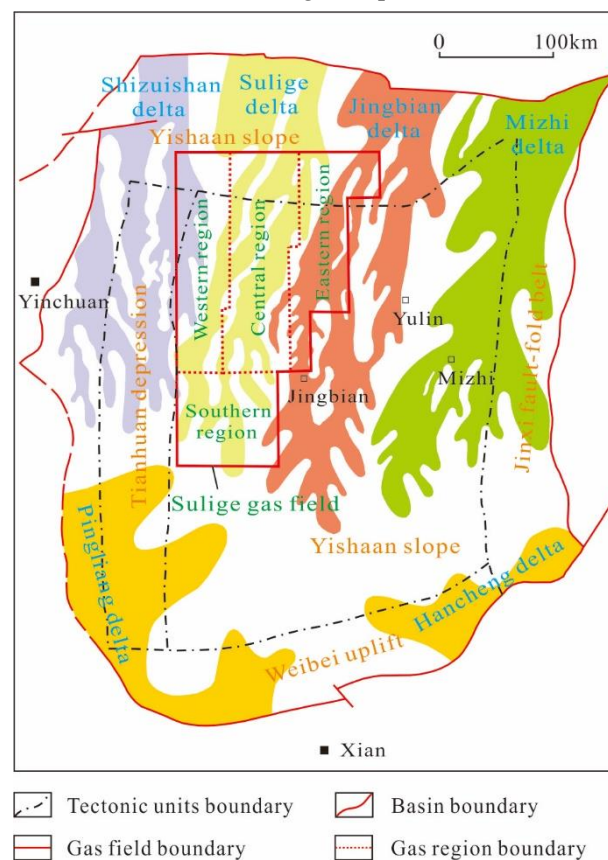 0 100km
Shizuishan
delta
Sulige
delta
Jingbian
delta
Mizhi
delta
Yishaan slope
Western region
Central region
Eastern region
Yinchuan
Tianhuan depression
Yulin
Mizhi
Jinxi fault-fold belt
Jingbian
Southern
region
Sulige gas field
Yishaan slope
Pingliang delta
Hancheng delta
Weibei uplift
Xian
Tectonic units boundary
Basin boundary
Gas field boundary
Gas region boundary